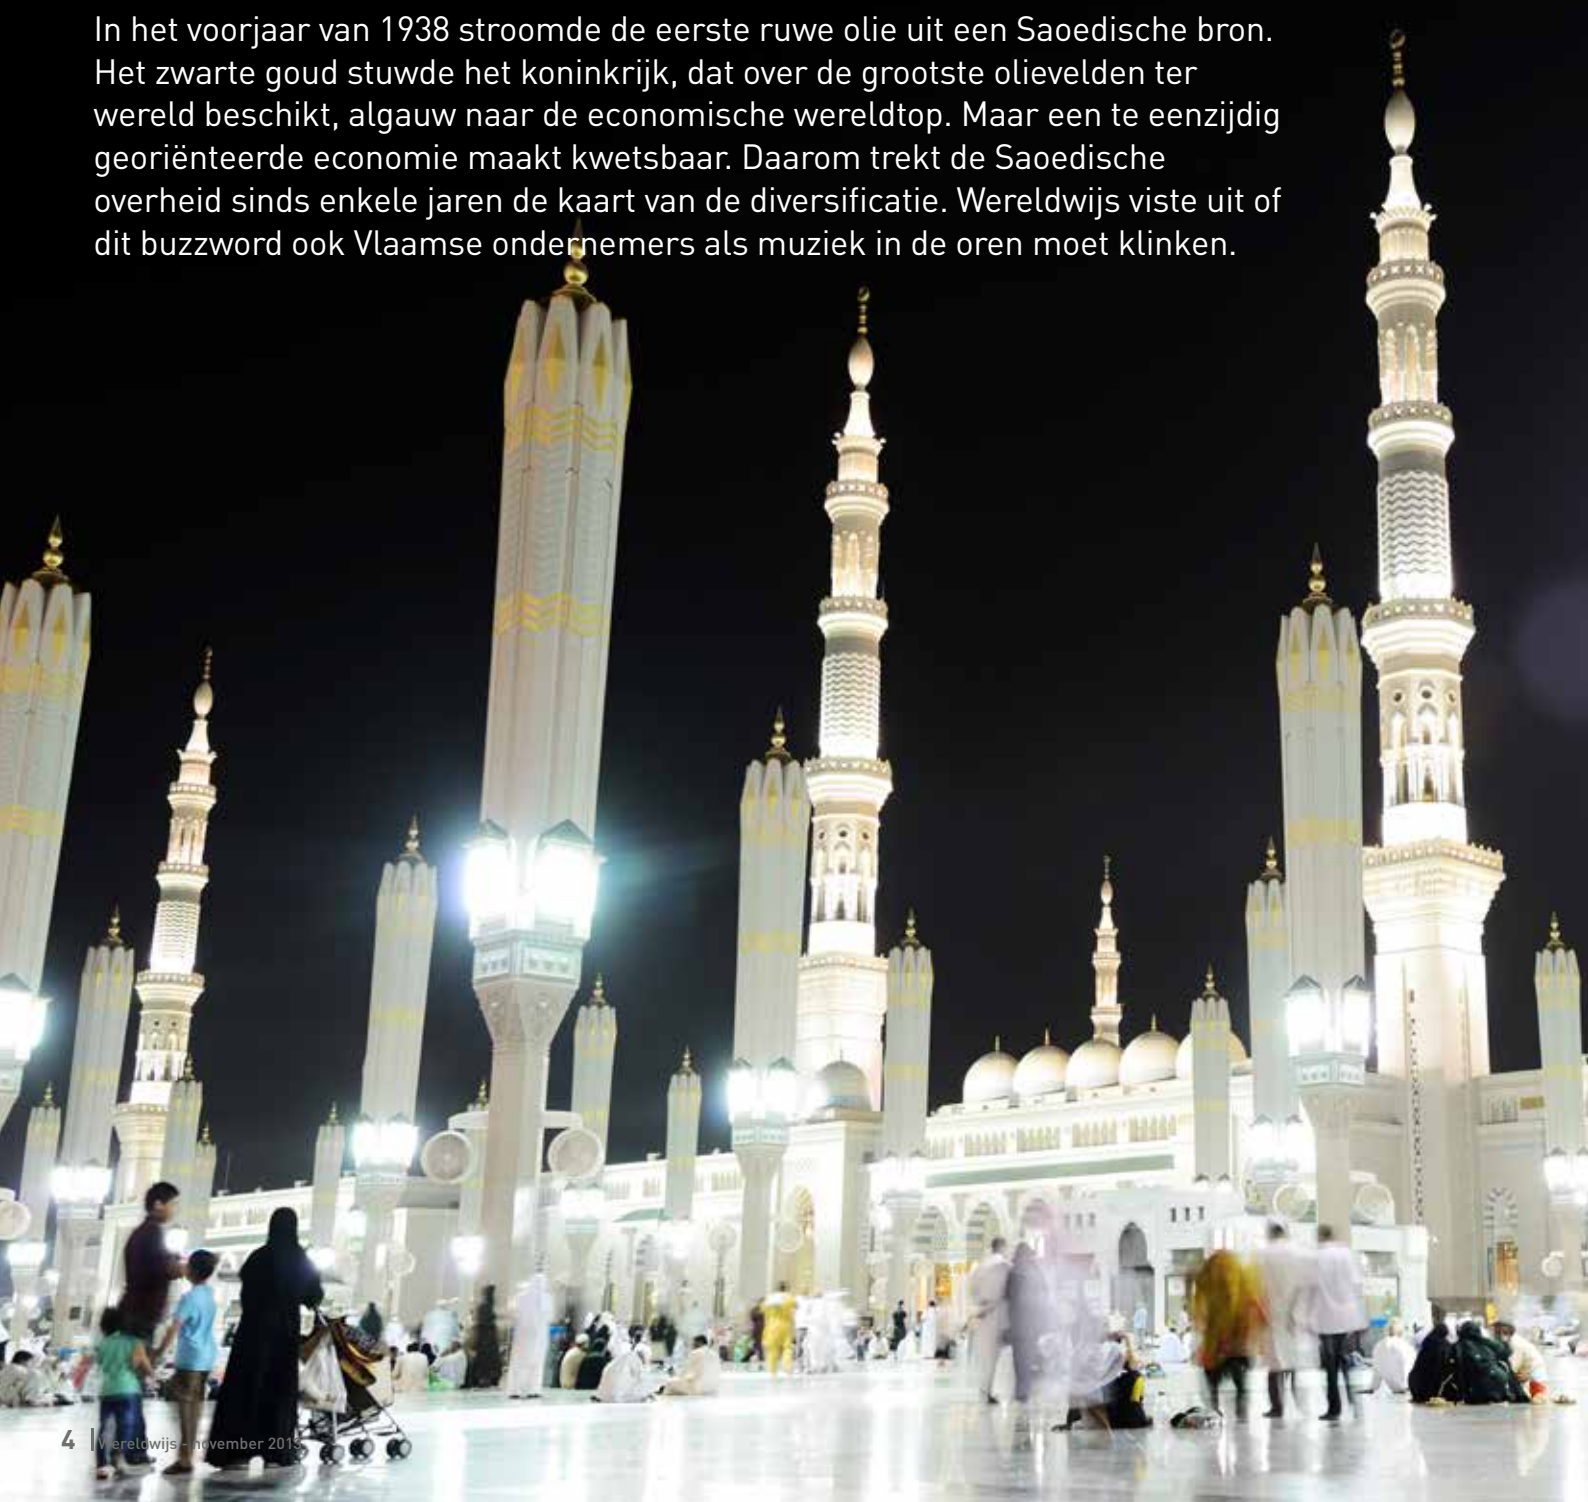 In het voorjaar van 1938 stroomde de eerste ruwe olie uit een Saoedische bron.
Het zwarte goud stuwde het koninkrijk, dat over de grootste olievelden ter
wereld beschikt, algauw naar de economische wereldtop. Maar een te eenzijdig
georiënteerde economie maakt kwetsbaar. Daarom trekt de Saoedische
overheid sinds enkele jaren de kaart van de diversificatie. Wereldwijs viste uit of
dit buzzword ook Vlaamse ondernemers als muziek in de oren moet klinken.
4 | Wereldwijs - november 2013